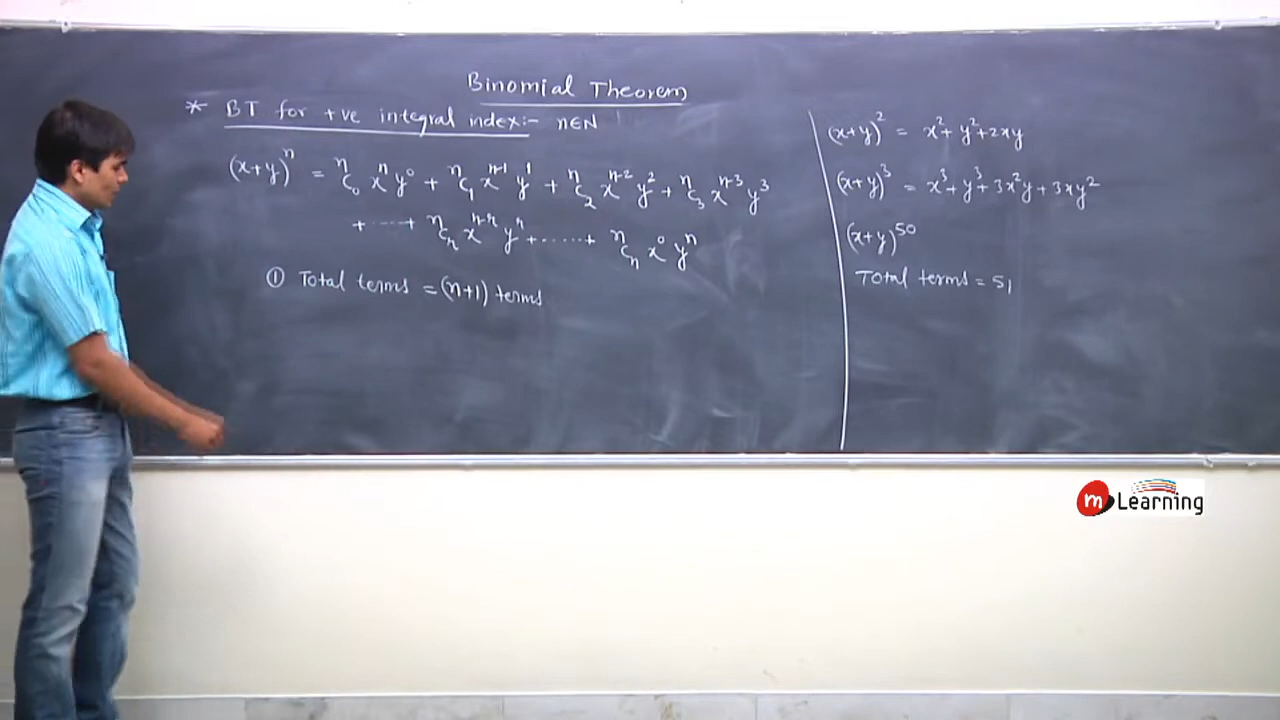 Binomial Theorem
* BT for +ve integral index:- n∈N
(x+y)ⁿ = ⁿC₀ xⁿ y⁰ + ⁿC₁ xⁿ⁻¹ y¹ + ⁿC₂ xⁿ⁻² y² + ⁿC₃ xⁿ⁻³ y³
+ ...... + ⁿCᵣ xⁿ⁻ʳ yʳ + ...... + ⁿCₙ x⁰ yⁿ
① Total terms = (n+1) terms
(x+y)² = x² + y² + 2xy
(x+y)³ = x³ + y³ + 3x²y + 3xy²
(x+y)⁵⁰
Total terms = 51
m Learning